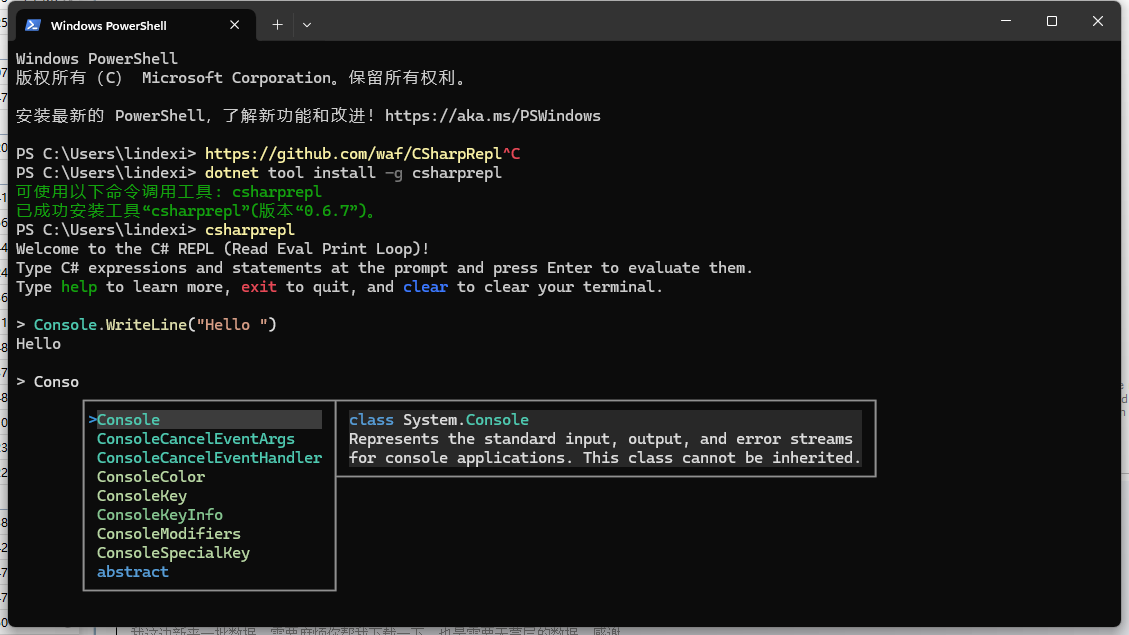 Windows PowerShell
Windows PowerShell
版权所有 (C) Microsoft Corporation。保留所有权利。
安装最新的 PowerShell，了解新功能和改进！https://aka.ms/PSWindows
PS C:\Users\lindexi> https://github.com/waf/CSharpRepl^C
PS C:\Users\lindexi> dotnet tool install -g csharprepl
可使用以下命令调用工具: csharprepl
已成功安装工具“csharprepl”(版本“0.6.7”)。
PS C:\Users\lindexi> csharprepl
Welcome to the C# REPL (Read Eval Print Loop)!
Type C# expressions and statements at the prompt and press Enter to evaluate them.
Type help to learn more, exit to quit, and clear to clear your terminal.
> Console.WriteLine("Hello ")
Hello
> Conso
>Console
ConsoleCancelEventArgs
ConsoleCancelEventHandler
ConsoleColor
ConsoleKey
ConsoleKeyInfo
ConsoleModifiers
ConsoleSpecialKey
abstract
class System.Console
Represents the standard input, output, and error streams
for console applications. This class cannot be inherited.